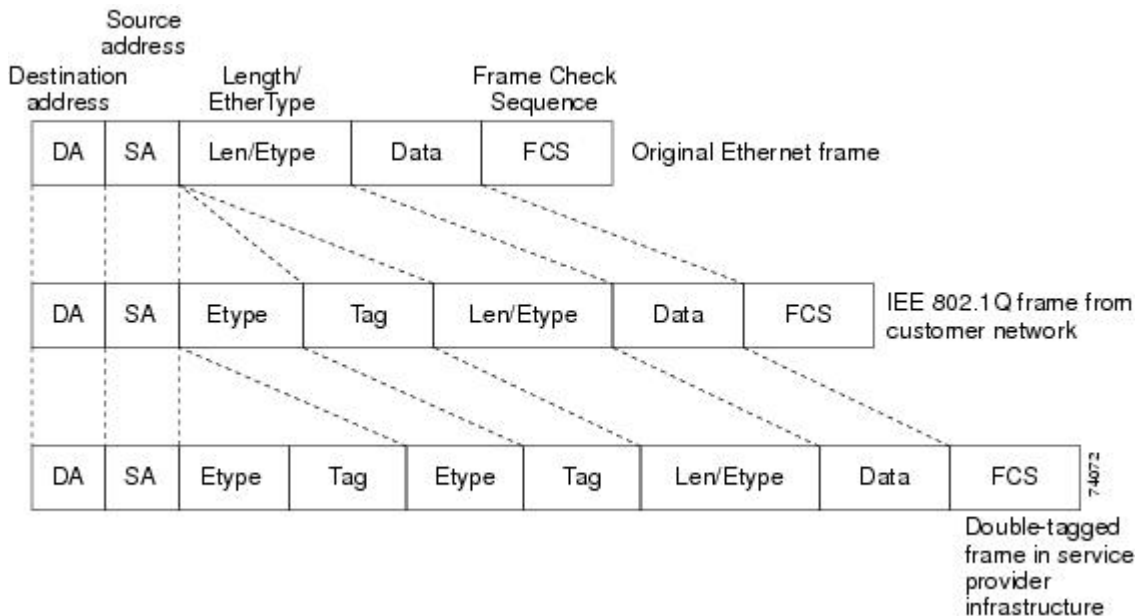 Source
address
Destination
address
Length/
EtherType
Frame Check
Sequence
DA SA Len/Etype Data FCS
Original Ethernet frame
DA SA Etype Tag Len/Etype Data FCS
IEE 802.1Q frame from
customer network
DA SA Etype Tag Etype Tag Len/Etype Data FCS
74072
Double-tagged
frame in service
provider
infrastructure